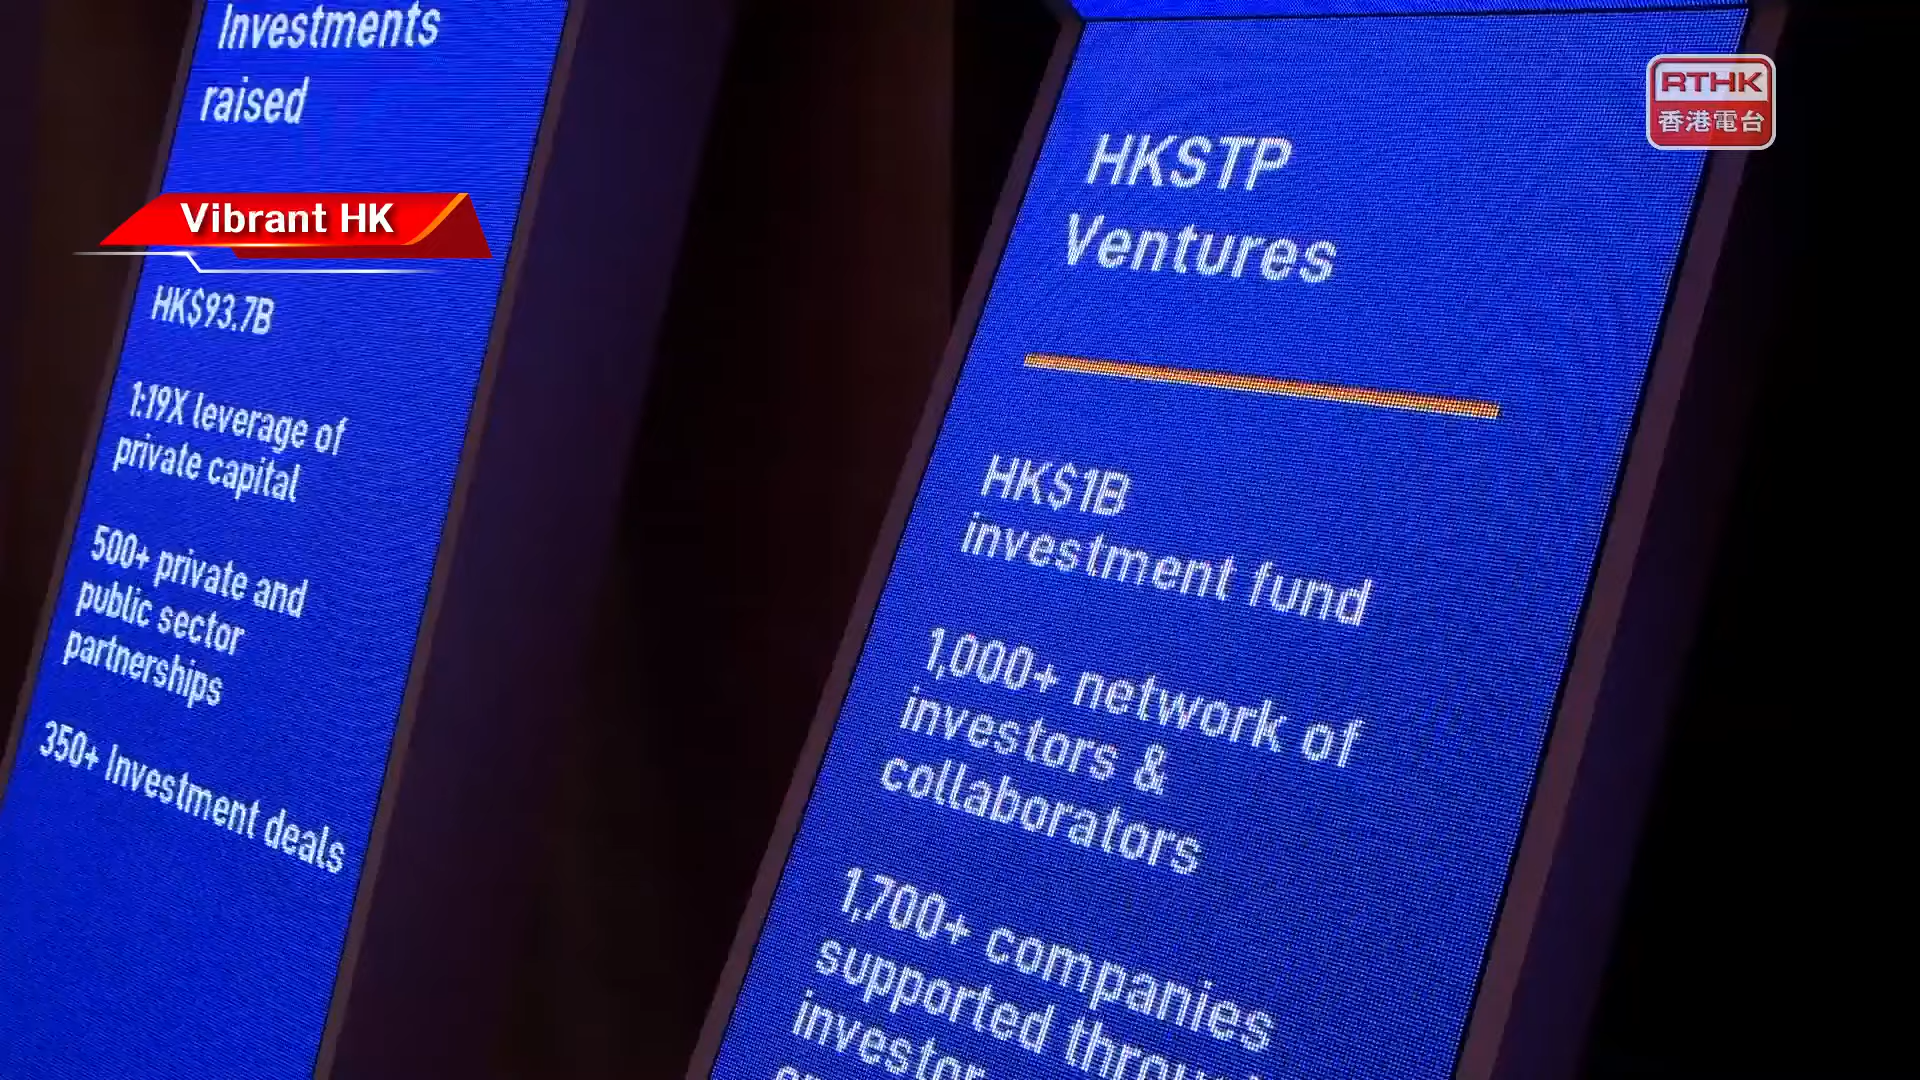 Investments
raised
Vibrant HK
HK$93.7B
1:19X leverage of
private capital
500+ private and
public sector
partnerships
350+ Investment deals
RTHK
香港電台
HKSTP
Ventures
HK$1B
investment fund
1,000+ network of
investors &
collaborators
1,700+ companies
supported